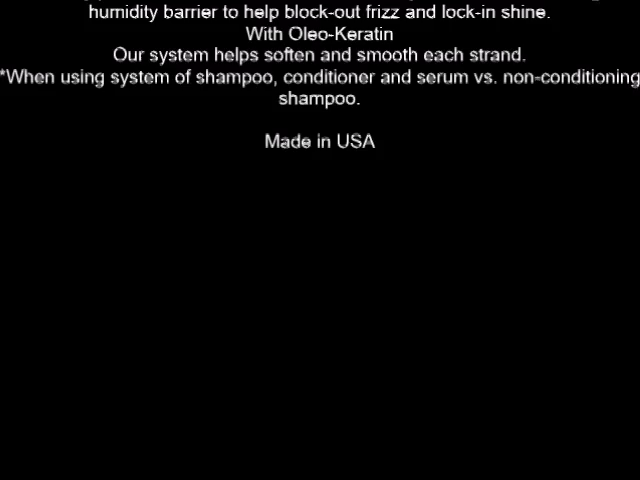 humidity barrier to help block-out frizz and lock-in shine.
With Oleo-Keratin
Our system helps soften and smooth each strand.
*When using system of shampoo, conditioner and serum vs. non-conditioning
shampoo.
Made in USA